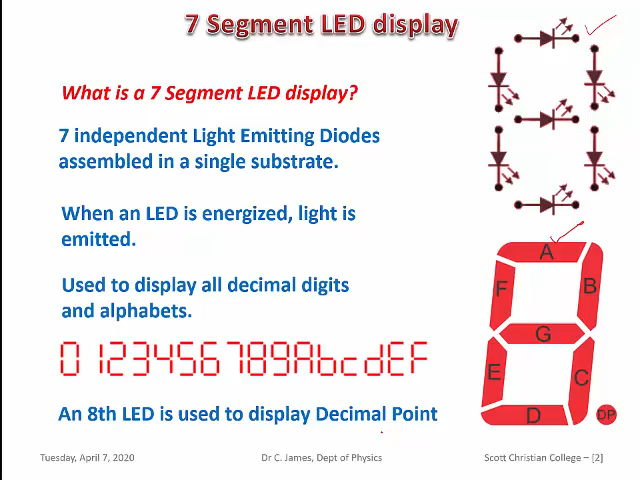 7 Segment LED display
What is a 7 Segment LED display?
7 independent Light Emitting Diodes
assembled in a single substrate.
When an LED is energized, light is
emitted.
Used to display all decimal digits
and alphabets.
0123456789AbcdEF
An 8th LED is used to display Decimal Point
A
F
B
G
E
C
D
DP
Tuesday, April 7, 2020
Dr C. James, Dept of Physics
Scott Christian College – [2]